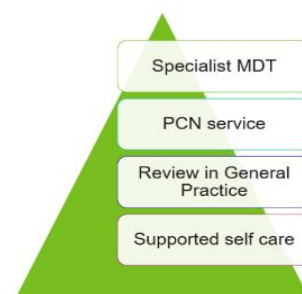 Specialist MDT
PCN service
Review in General
Practice
Supported self care